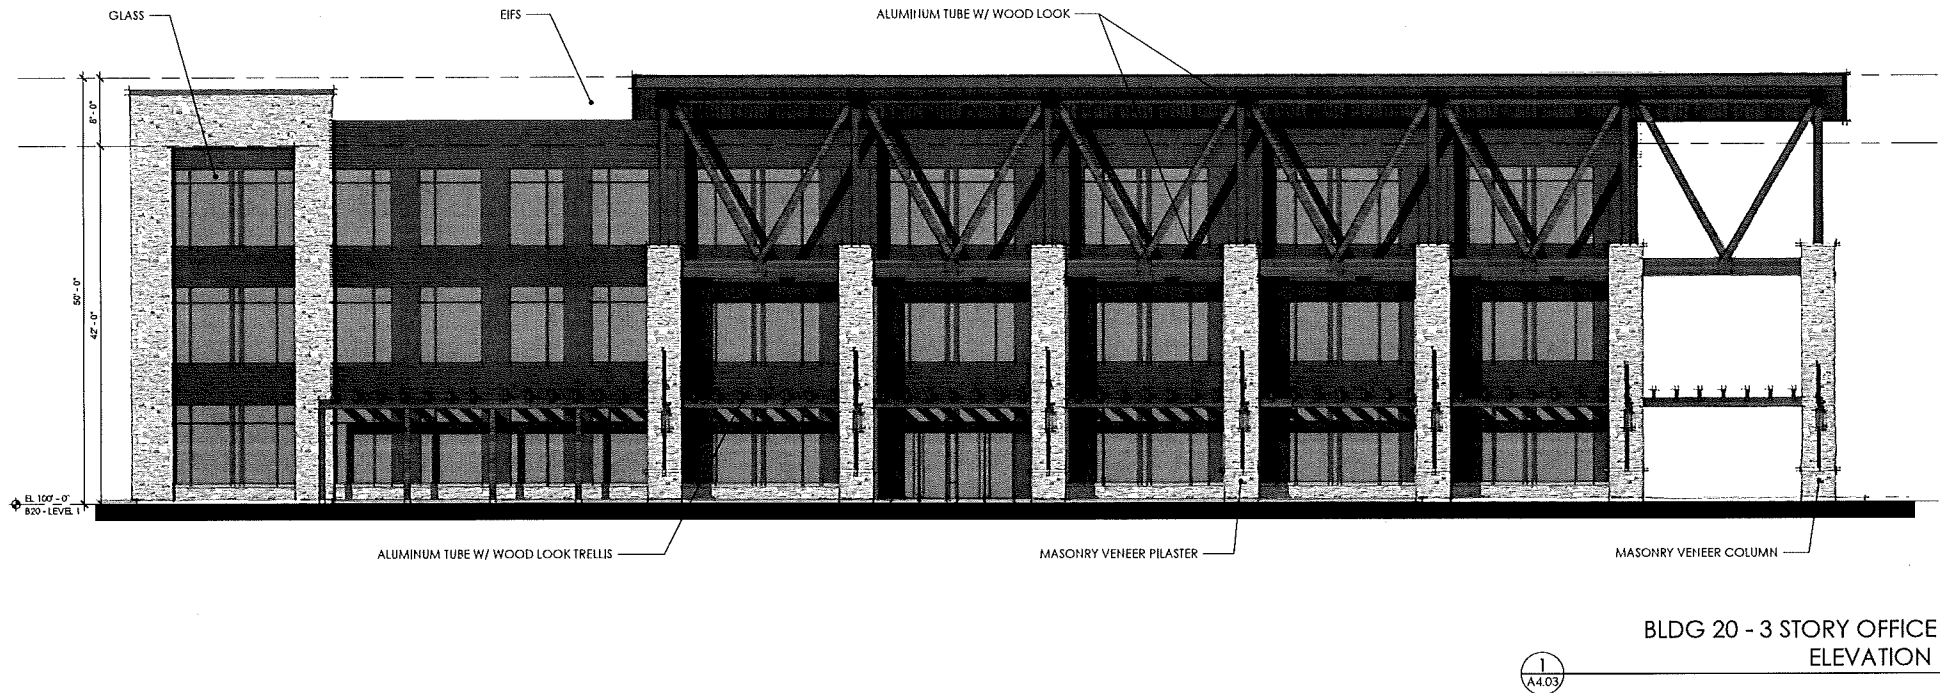 GLASS
EIFS
ALUMINUM TUBE W/ WOOD LOOK
8' - 0"
50' - 0"
42' - 0"
EL 100' - 0"
B20 - LEVEL 1
ALUMINUM TUBE W/ WOOD LOOK TRELLIS
MASONRY VENEER PILASTER
MASONRY VENEER COLUMN
BLDG 20 - 3 STORY OFFICE
ELEVATION
1
A4.03